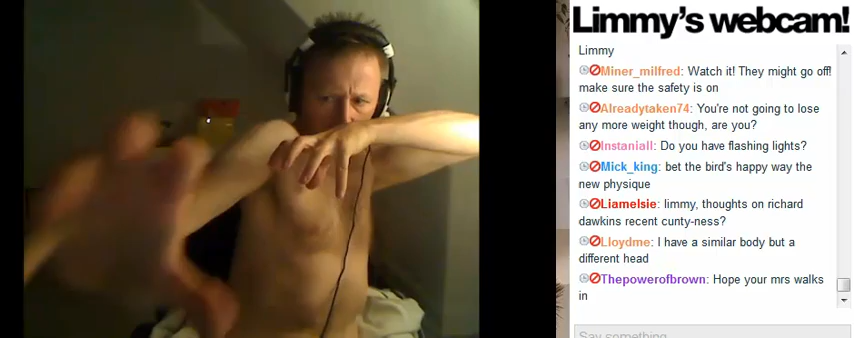 Limmy's webcam!
Limmy
Miner_milfred: Watch it! They might go off!
make sure the safety is on
Alreadytaken74: You're not going to lose
any more weight though, are you?
Instaniall: Do you have flashing lights?
Mick_king: bet the bird's happy way the
new physique
Liamelsie: limmy, thoughts on richard
dawkins recent cunty-ness?
Lloydme: I have a similar body but a
different head
Thepowerofbrown: Hope your mrs walks
in
Say something